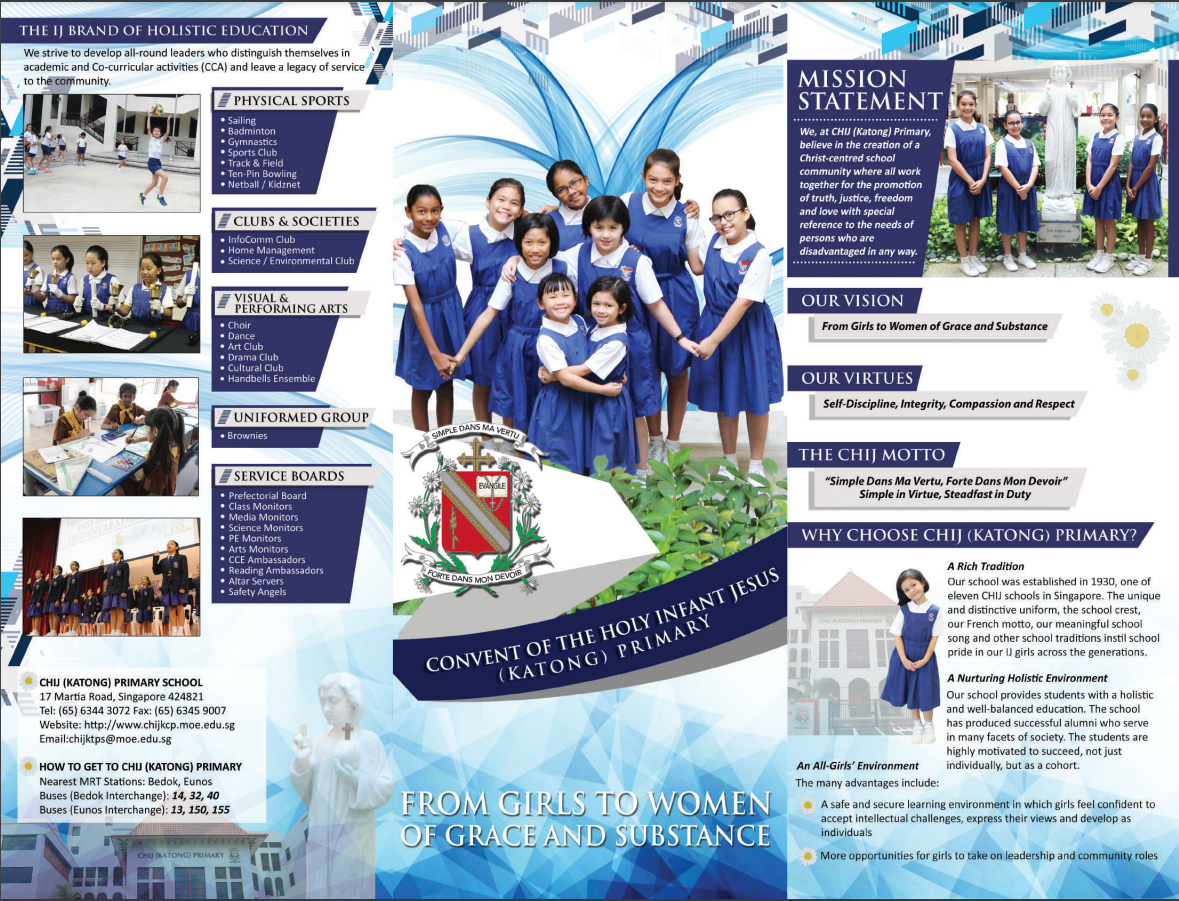 THE IJ BRAND OF HOLISTIC EDUCATION
We strive to develop all-round leaders who distinguish themselves in
academic and Co-curricular activities (CCA) and leave a legacy of service
to the community.
PHYSICAL SPORTS
• Sailing
• Badminton
• Gymnastics
• Sports Club
• Track & Field
• Ten-Pin Bowling
• Netball / Kidznet
CLUBS & SOCIETIES
• InfoComm Club
• Home Management
• Science / Environmental Club
VISUAL &
PERFORMING ARTS
• Choir
• Dance
• Art Club
• Drama Club
• Cultural Club
• Handbells Ensemble
UNIFORMED GROUP
• Brownies
SERVICE BOARDS
• Prefectorial Board
• Class Monitors
• Media Monitors
• Science Monitors
• PE Monitors
• Arts Monitors
• CCE Ambassadors
• Reading Ambassadors
• Altar Servers
• Safety Angels
CHIJ (KATONG) PRIMARY SCHOOL
17 Martia Road, Singapore 424821
Tel: (65) 6344 3072 Fax: (65) 6345 9007
Website: http://www.chijkcp.moe.edu.sg
Email:chijktps@moe.edu.sg
HOW TO GET TO CHIJ (KATONG) PRIMARY
Nearest MRT Stations: Bedok, Eunos
Buses (Bedok Interchange): 14, 32, 40
Buses (Eunos Interchange): 13, 150, 155
CHIJ (KATONG) PRIMARY
SIMPLE DANS MA VERTU
EVANGILE
FORTE DANS MON DEVOIR
CONVENT OF THE HOLY INFANT JESUS
(KATONG) PRIMARY
FROM GIRLS TO WOMEN
OF GRACE AND SUBSTANCE
MISSION
STATEMENT
We, at CHIJ (Katong) Primary,
believe in the creation of a
Christ-centred school
community where all work
together for the promotion
of truth, justice, freedom
and love with special
reference to the needs of
persons who are
disadvantaged in any way.
OUR VISION
From Girls to Women of Grace and Substance
OUR VIRTUES
Self-Discipline, Integrity, Compassion and Respect
THE CHIJ MOTTO
“Simple Dans Ma Vertu, Forte Dans Mon Devoir”
Simple in Virtue, Steadfast in Duty
WHY CHOOSE CHIJ (KATONG) PRIMARY?
A Rich Tradition
Our school was established in 1930, one of
eleven CHIJ schools in Singapore. The unique
and distinctive uniform, the school crest,
our French motto, our meaningful school
song and other school traditions instil school
pride in our IJ girls across the generations.
CHIJ (KATONG) PRIMARY
A Nurturing Holistic Environment
Our school provides students with a holistic
and well-balanced education. The school
has produced successful alumni who serve
in many facets of society. The students are
highly motivated to succeed, not just
individually, but as a cohort.
An All-Girls’ Environment
The many advantages include:
A safe and secure learning environment in which girls feel confident to
accept intellectual challenges, express their views and develop as
individuals
More opportunities for girls to take on leadership and community roles